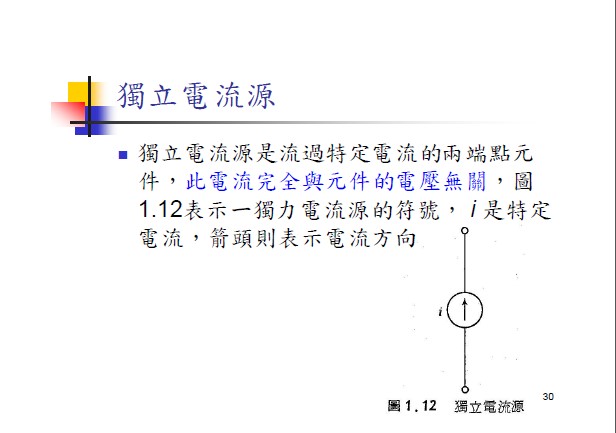 獨立電流源
獨立電流源是流過特定電流的兩端點元
件，此電流完全與元件的電壓無關，圖
1.12表示一獨力電流源的符號， i 是特定
電流，箭頭則表示電流方向
i
圖1.12 獨立電流源
30